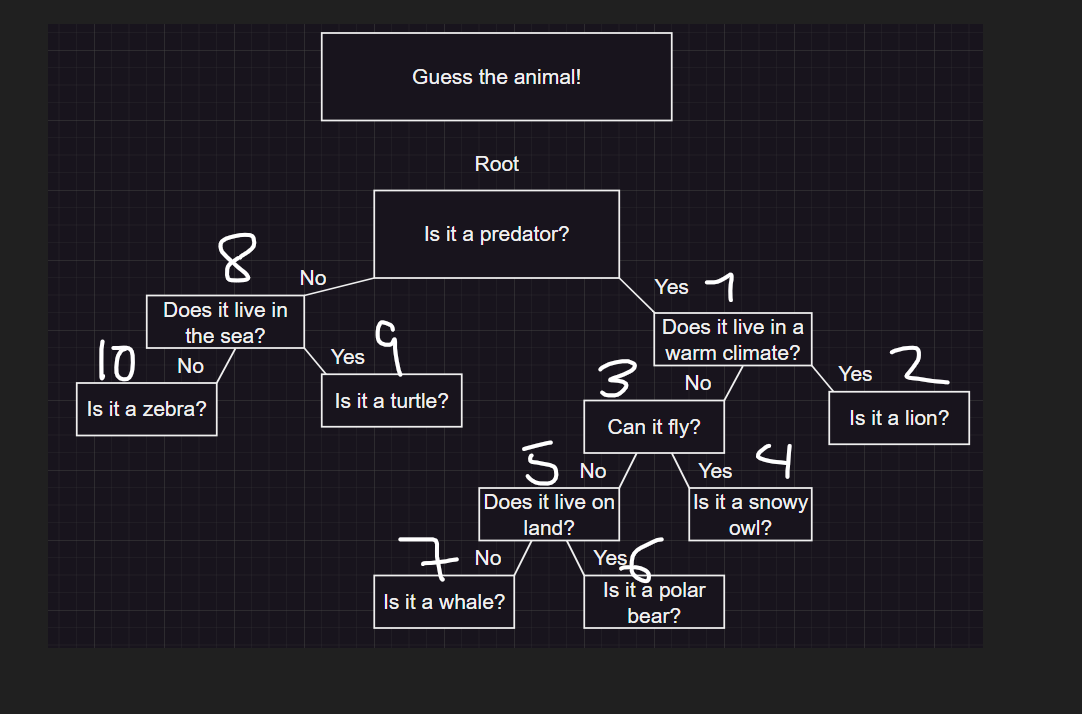 Guess the animal!
Root
Is it a predator?
8
No
Yes
1
Does it live in
the sea?
Does it live in a
warm climate?
10
No
Yes
9
3
No
Yes
2
Is it a zebra?
Is it a turtle?
Can it fly?
Is it a lion?
5
No
Yes
4
Does it live on
land?
Is it a snowy
owl?
7
No
Yes
6
Is it a whale?
Is it a polar
bear?